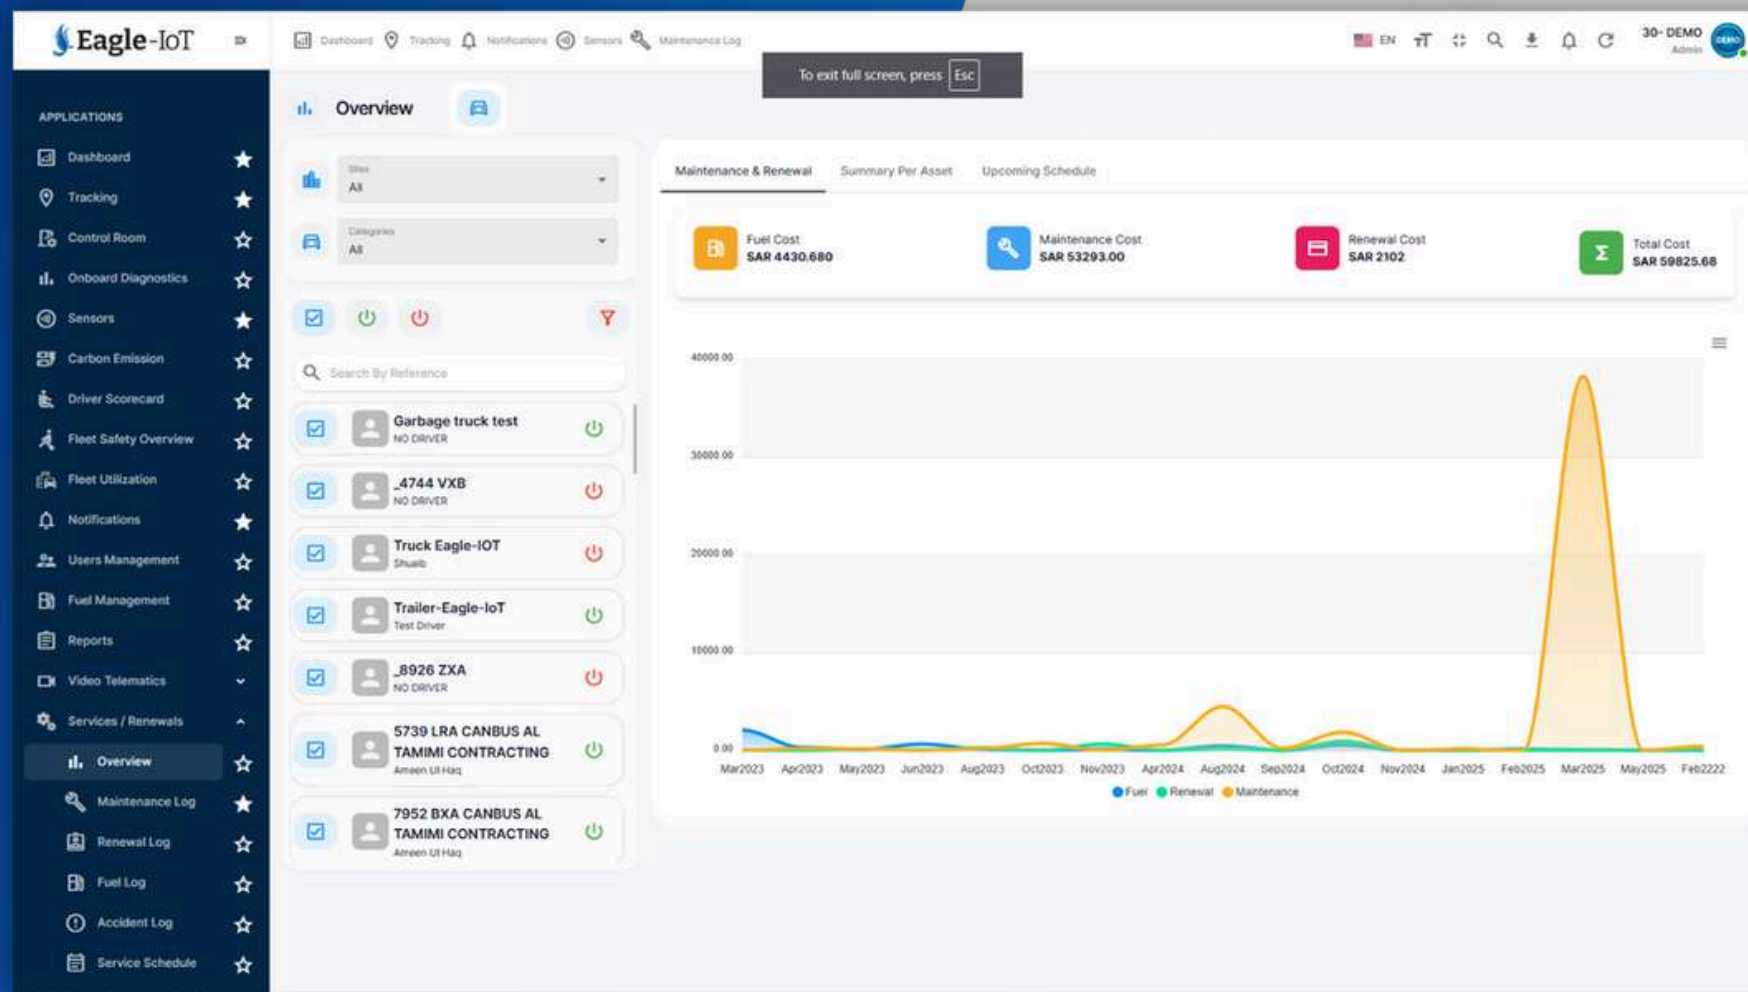 Eagle-IoT
Dashboard Tracking Notifications Sensors Maintenance Log
EN
30- DEMO
Admin
DEMO
To exit full screen, press Esc
APPLICATIONS
Dashboard
Tracking
Control Room
Onboard Diagnostics
Sensors
Carbon Emission
Driver Scorecard
Fleet Safety Overview
Fleet Utilization
Notifications
Users Management
Fuel Management
Reports
Video Telematics
Services / Renewals
Overview
Maintenance Log
Renewal Log
Fuel Log
Accident Log
Service Schedule
Overview
Sites
All
Categories
All
Search By Reference
Garbage truck test
NO DRIVER
_4744 VXB
NO DRIVER
Truck Eagle-IOT
Shueib
Trailer-Eagle-IoT
Test Driver
_8926 ZXA
NO DRIVER
5739 LRA CANBUS AL
TAMIMI CONTRACTING
Ameen Ul Haq
7952 BXA CANBUS AL
TAMIMI CONTRACTING
Ameen Ul Haq
Maintenance & Renewal Summary Per Asset Upcoming Schedule
Fuel Cost
SAR 4430.680
Maintenance Cost
SAR 53293.00
Renewal Cost
SAR 2102
Total Cost
SAR 59825.68
40000.00
30000.00
20000.00
10000.00
0.00
Mar2023 Apr2023 May2023 Jun2023 Aug2023 Oct2023 Nov2023 Apr2024 Aug2024 Sep2024 Oct2024 Nov2024 Jan2025 Feb2025 Mar2025 May2025 Feb2222
Fuel Renewal Maintenance